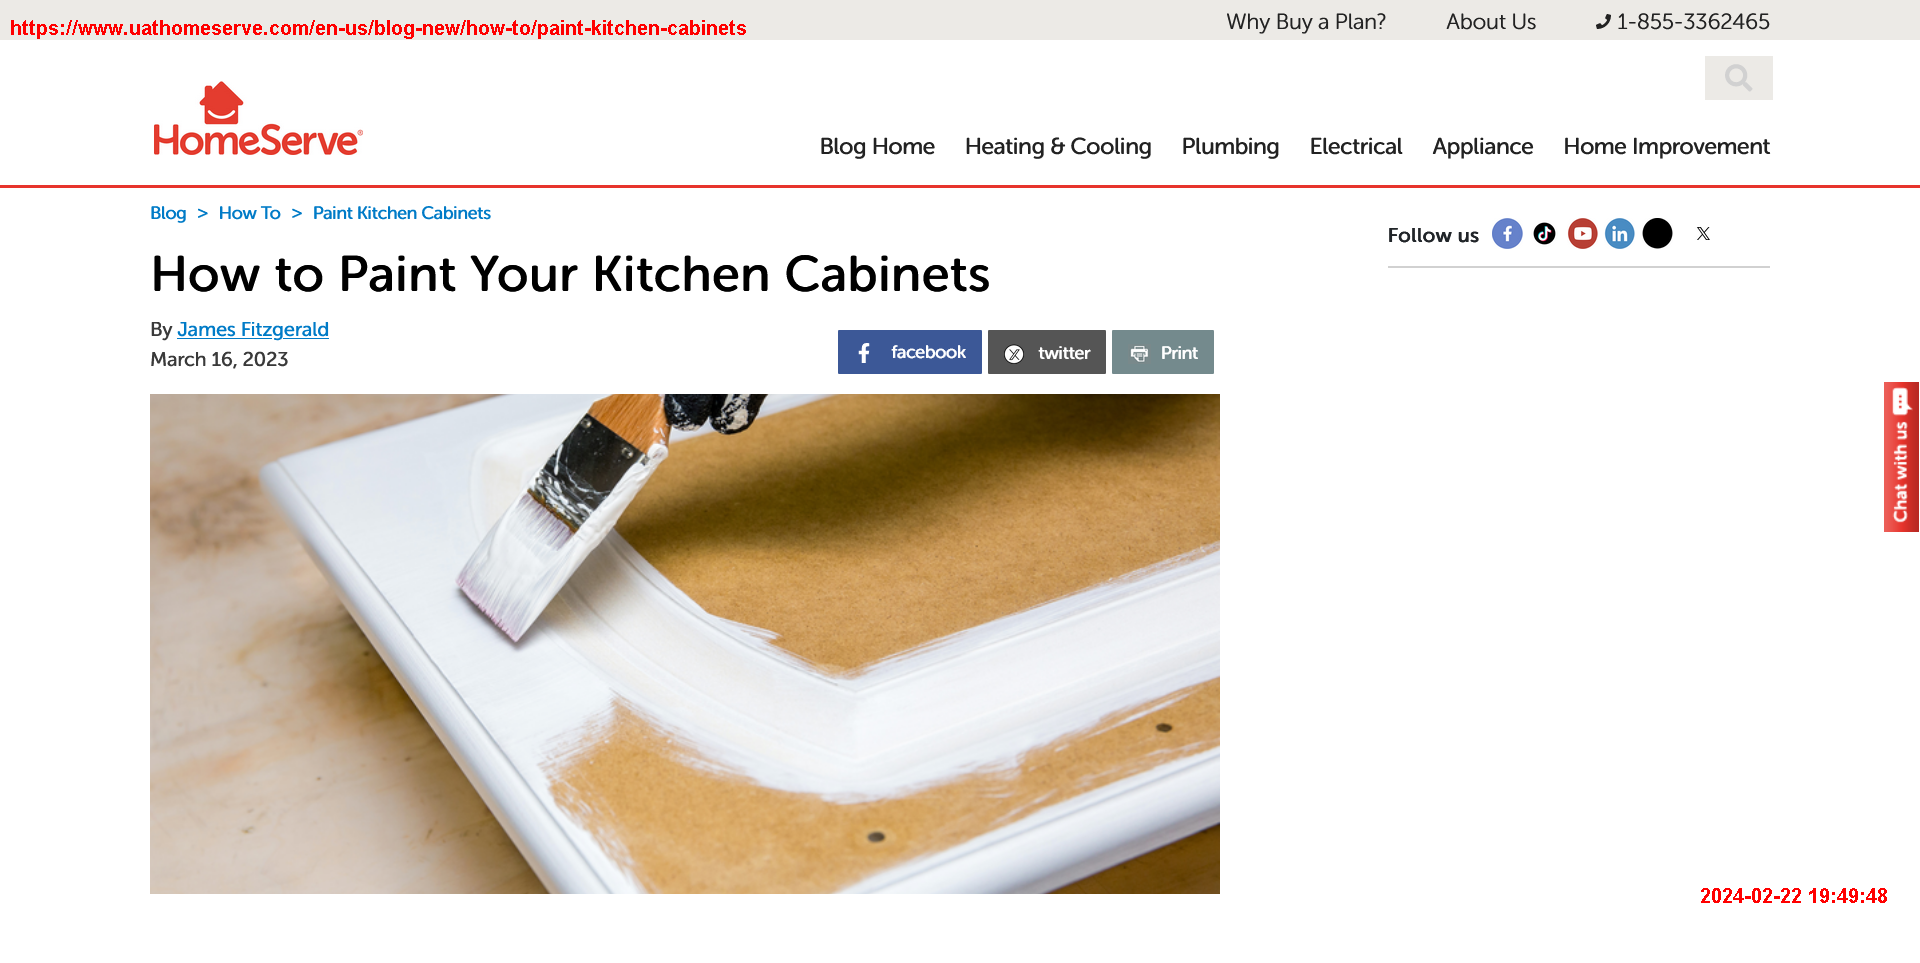 https://www.uathomeserve.com/en-us/blog-new/how-to/paint-kitchen-cabinets
Why Buy a Plan? About Us 1-855-3362465
HomeServe®
Blog Home Heating & Cooling Plumbing Electrical Appliance Home Improvement
Blog > How To > Paint Kitchen Cabinets
Follow us
How to Paint Your Kitchen Cabinets
By James Fitzgerald
March 16, 2023
facebook twitter Print
Chat with us
2024-02-22 19:49:48